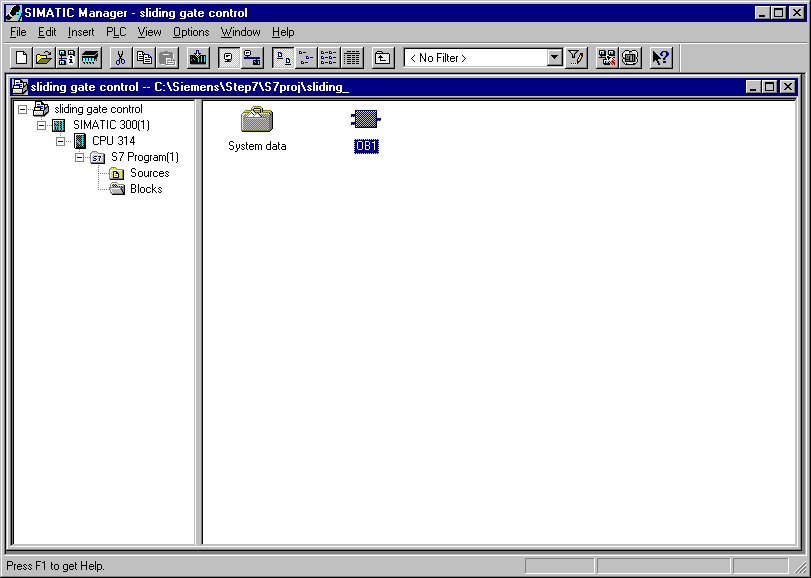 SIMATIC Manager - sliding gate control
File Edit Insert PLC View Options Window Help
< No Filter >
sliding gate control -- C:\Siemens\Step7\S7proj\sliding_
sliding gate control
SIMATIC 300(1)
CPU 314
S7 Program(1)
Sources
Blocks
System data
OB1
Press F1 to get Help.